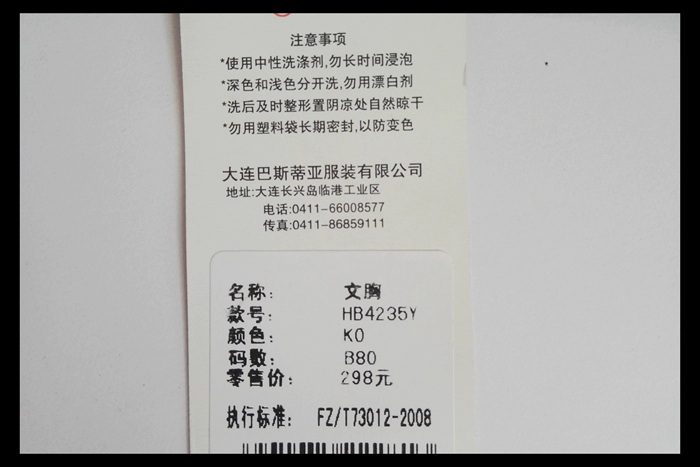 注意事项
*使用中性洗涤剂,勿长时间浸泡
*深色和浅色分开洗,勿用漂白剂
*洗后及时整形置阴凉处自然晾干
*勿用塑料袋长期密封,以防变色
大连巴斯蒂亚服装有限公司
地址:大连长兴岛临港工业区
电话:0411-66008577
传真:0411-86859111
名称: 文胸
款号: HB4235Y
颜色: K0
码数: B80
零售价: 298元
执行标准: FZ/T73012-2008